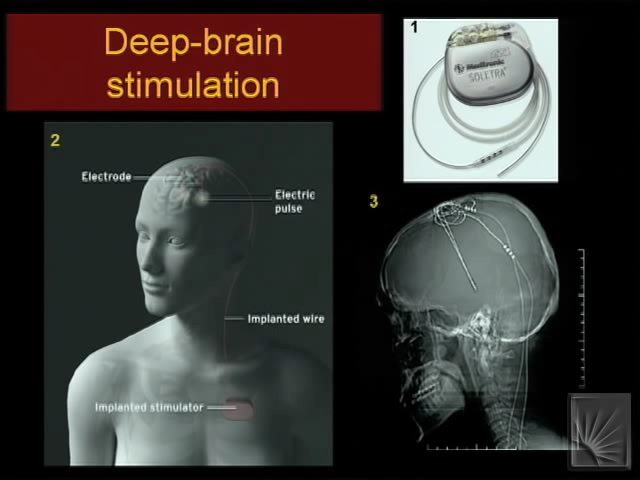 Deep-brain
stimulation
1
Medtronic
SOLETRA
2
Electrode
Electric
pulse
Implanted wire
Implanted stimulator
3